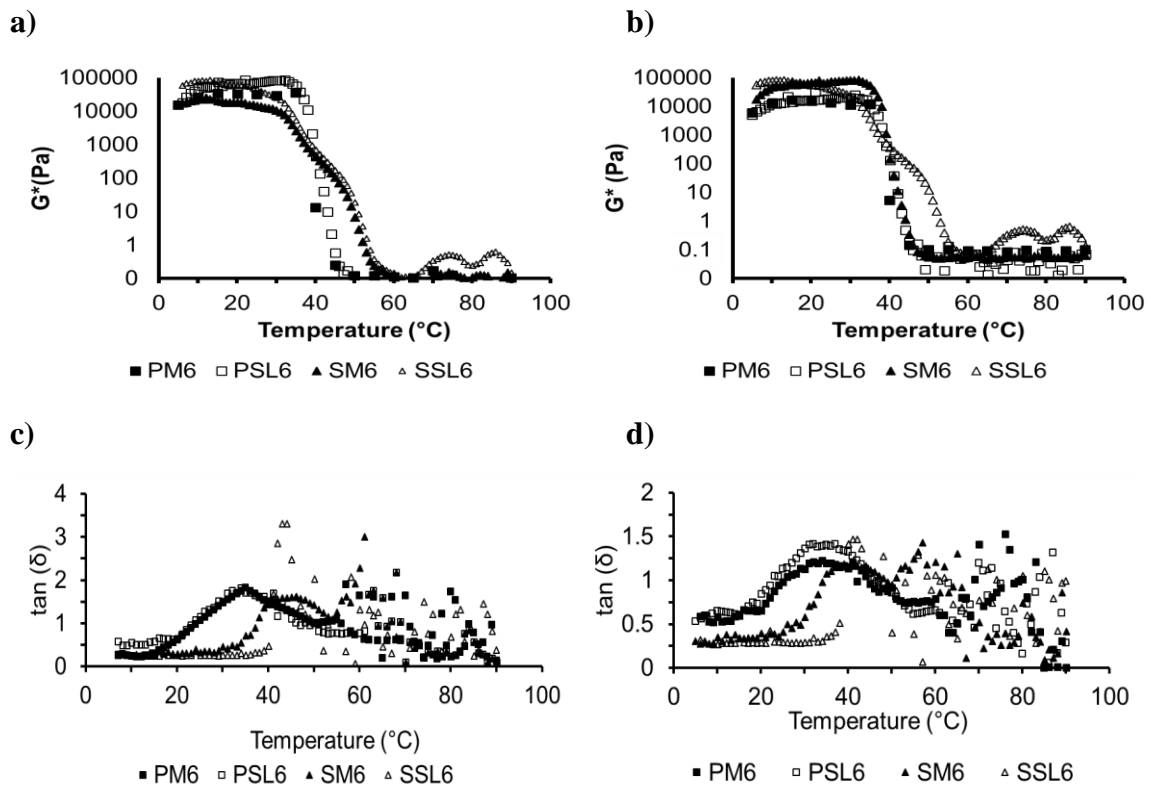 a)
100000
10000
1000
100
10
1
0
G*(Pa)
0 20 40 60 80 100
Temperature (°C)
PM6 PSL6 SM6 SSL6
b)
100000
10000
1000
100
10
1
0.1
0
G* (Pa)
0 20 40 60 80 100
Temperature (°C)
PM6 PSL6 SM6 SSL6
c)
4
3
2
1
0
tan (δ)
0 20 40 60 80 100
Temperature (°C)
PM6 PSL6 SM6 SSL6
d)
2
1.5
1
0.5
0
tan (δ)
0 20 40 60 80 100
Temperature (°C)
PM6 PSL6 SM6 SSL6